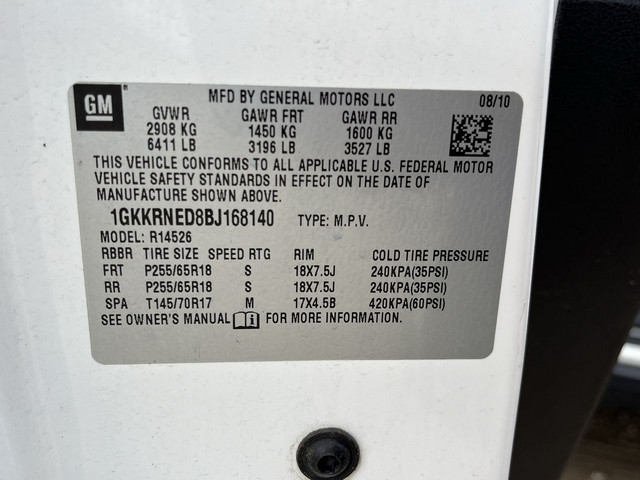 GM
MFD BY GENERAL MOTORS LLC 08/10
GVWR GAWR FRT GAWR RR
2908 KG 1450 KG 1600 KG
6411 LB 3196 LB 3527 LB
THIS VEHICLE CONFORMS TO ALL APPLICABLE U.S. FEDERAL MOTOR
VEHICLE SAFETY STANDARDS IN EFFECT ON THE DATE OF
MANUFACTURE SHOWN ABOVE.
1GKKRNED8BJ168140 TYPE: M.P.V.
MODEL: R14526
RBBR TIRE SIZE SPEED RTG RIM COLD TIRE PRESSURE
FRT P255/65R18 S 18X7.5J 240KPA(35PSI)
RR P255/65R18 S 18X7.5J 240KPA(35PSI)
SPA T145/70R17 M 17X4.5B 420KPA(60PSI)
SEE OWNER'S MANUAL FOR MORE INFORMATION.